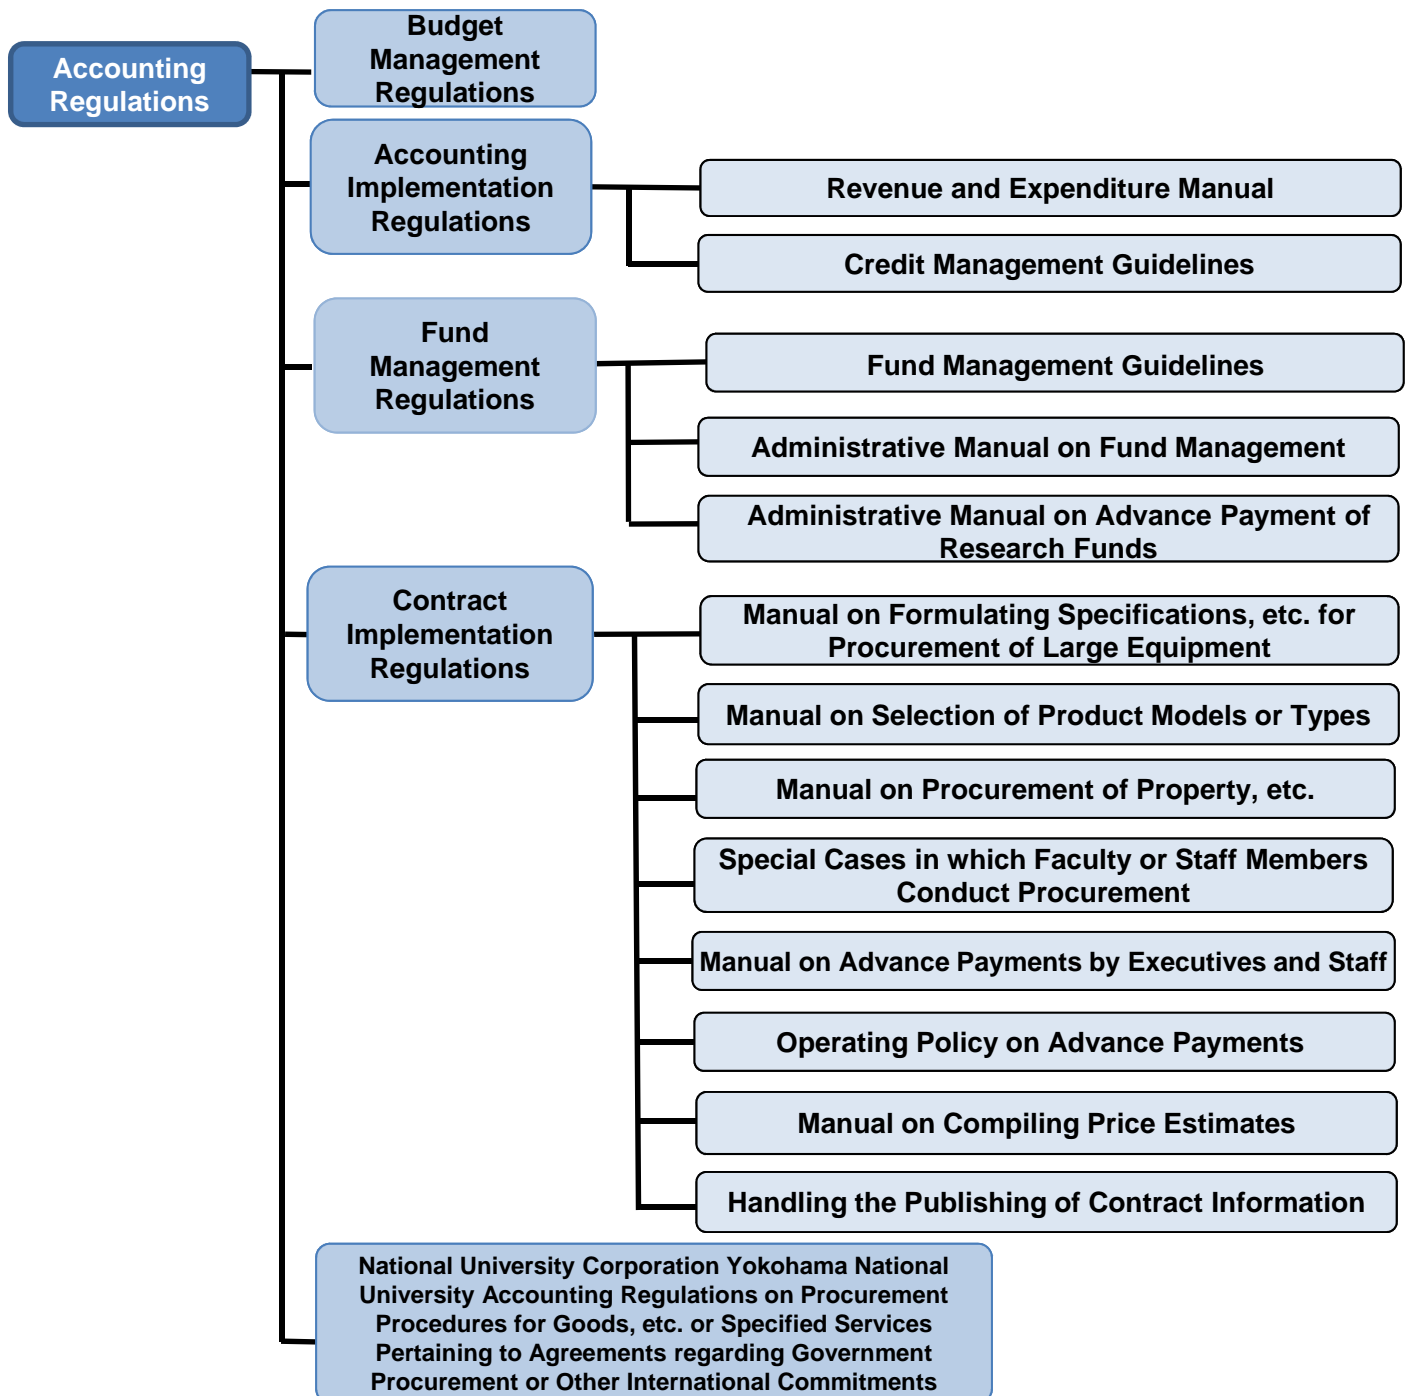 Accounting
Regulations
Budget
Management
Regulations
Accounting
Implementation
Regulations
Revenue and Expenditure Manual
Credit Management Guidelines
Fund
Management
Regulations
Fund Management Guidelines
Administrative Manual on Fund Management
Administrative Manual on Advance Payment of
Research Funds
Contract
Implementation
Regulations
Manual on Formulating Specifications, etc. for
Procurement of Large Equipment
Manual on Selection of Product Models or Types
Manual on Procurement of Property, etc.
Special Cases in which Faculty or Staff Members
Conduct Procurement
Manual on Advance Payments by Executives and Staff
Operating Policy on Advance Payments
Manual on Compiling Price Estimates
Handling the Publishing of Contract Information
National University Corporation Yokohama National
University Accounting Regulations on Procurement
Procedures for Goods, etc. or Specified Services
Pertaining to Agreements regarding Government
Procurement or Other International Commitments